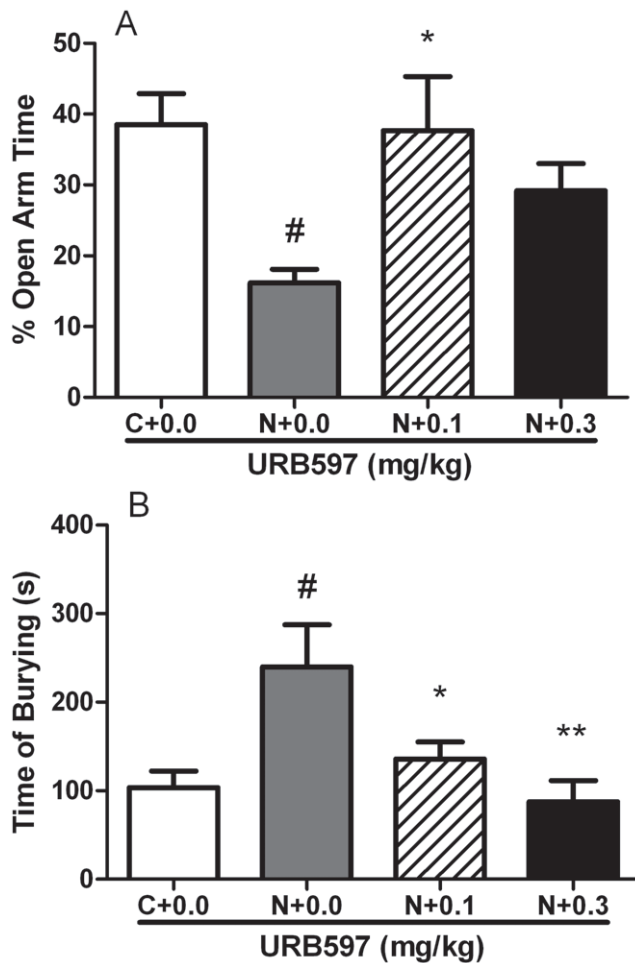 A
50
40
30
20
10
0
% Open Arm Time
#
*
C+0.0 N+0.0 N+0.1 N+0.3
URB597 (mg/kg)
B
400
300
200
100
0
Time of Burying (s)
#
*
**
C+0.0 N+0.0 N+0.1 N+0.3
URB597 (mg/kg)